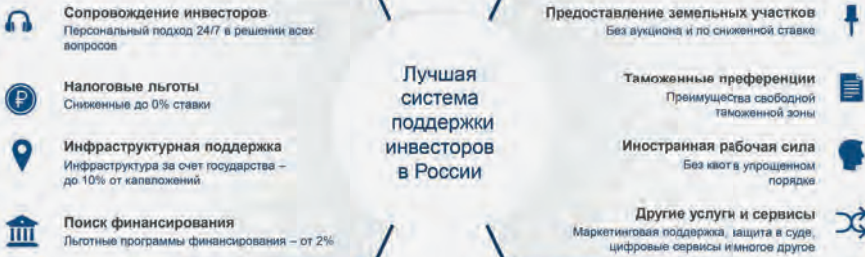 Сопровождение инвесторов
Персональный подход 24/7 в решении всех
вопросов
Налоговые льготы
Сниженные до 0% ставки
Инфраструктурная поддержка
Инфраструктура за счет государства –
до 10% от капвложений
Поиск финансирования
Льготные программы финансирования – от 2%
Лучшая
система
поддержки
инвесторов
в России
Предоставление земельных участков
Без аукциона и по сниженной ставке
Таможенные преференции
Преимущества свободной
таможенной зоны
Иностранная рабочая сила
Без квот в упрощенном
порядке
Другие услуги и сервисы
Маркетинговая поддержка, защита в суде,
цифровые сервисы и многое другое